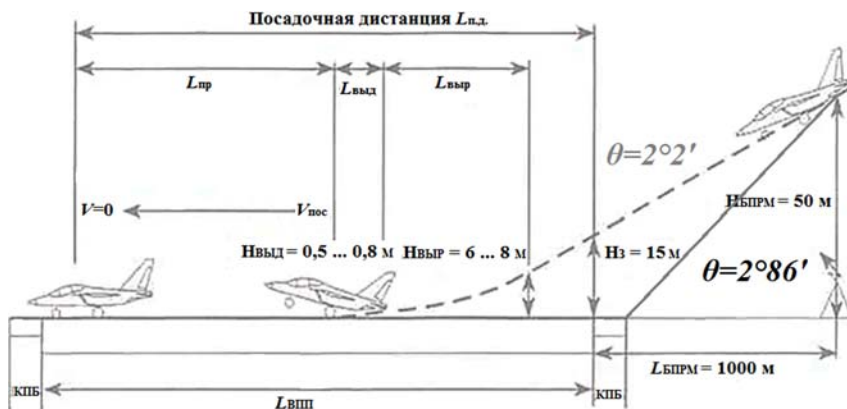 Посадочная дистанция Lп.д.
Lпр
Lвыд
Lвыр
θ=2°2'
V=0
Vпос
HБПРМ = 50 м
HВЫД = 0,5 ... 0,8 м
HВЫР = 6 ... 8 м
HЗ = 15 м
θ=2°86'
LБПРМ = 1000 м
КПБ
LВПП
КПБ